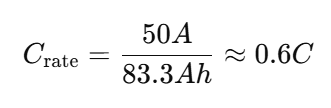 C_rate = 50A / 83.3Ah ≈ 0.6C